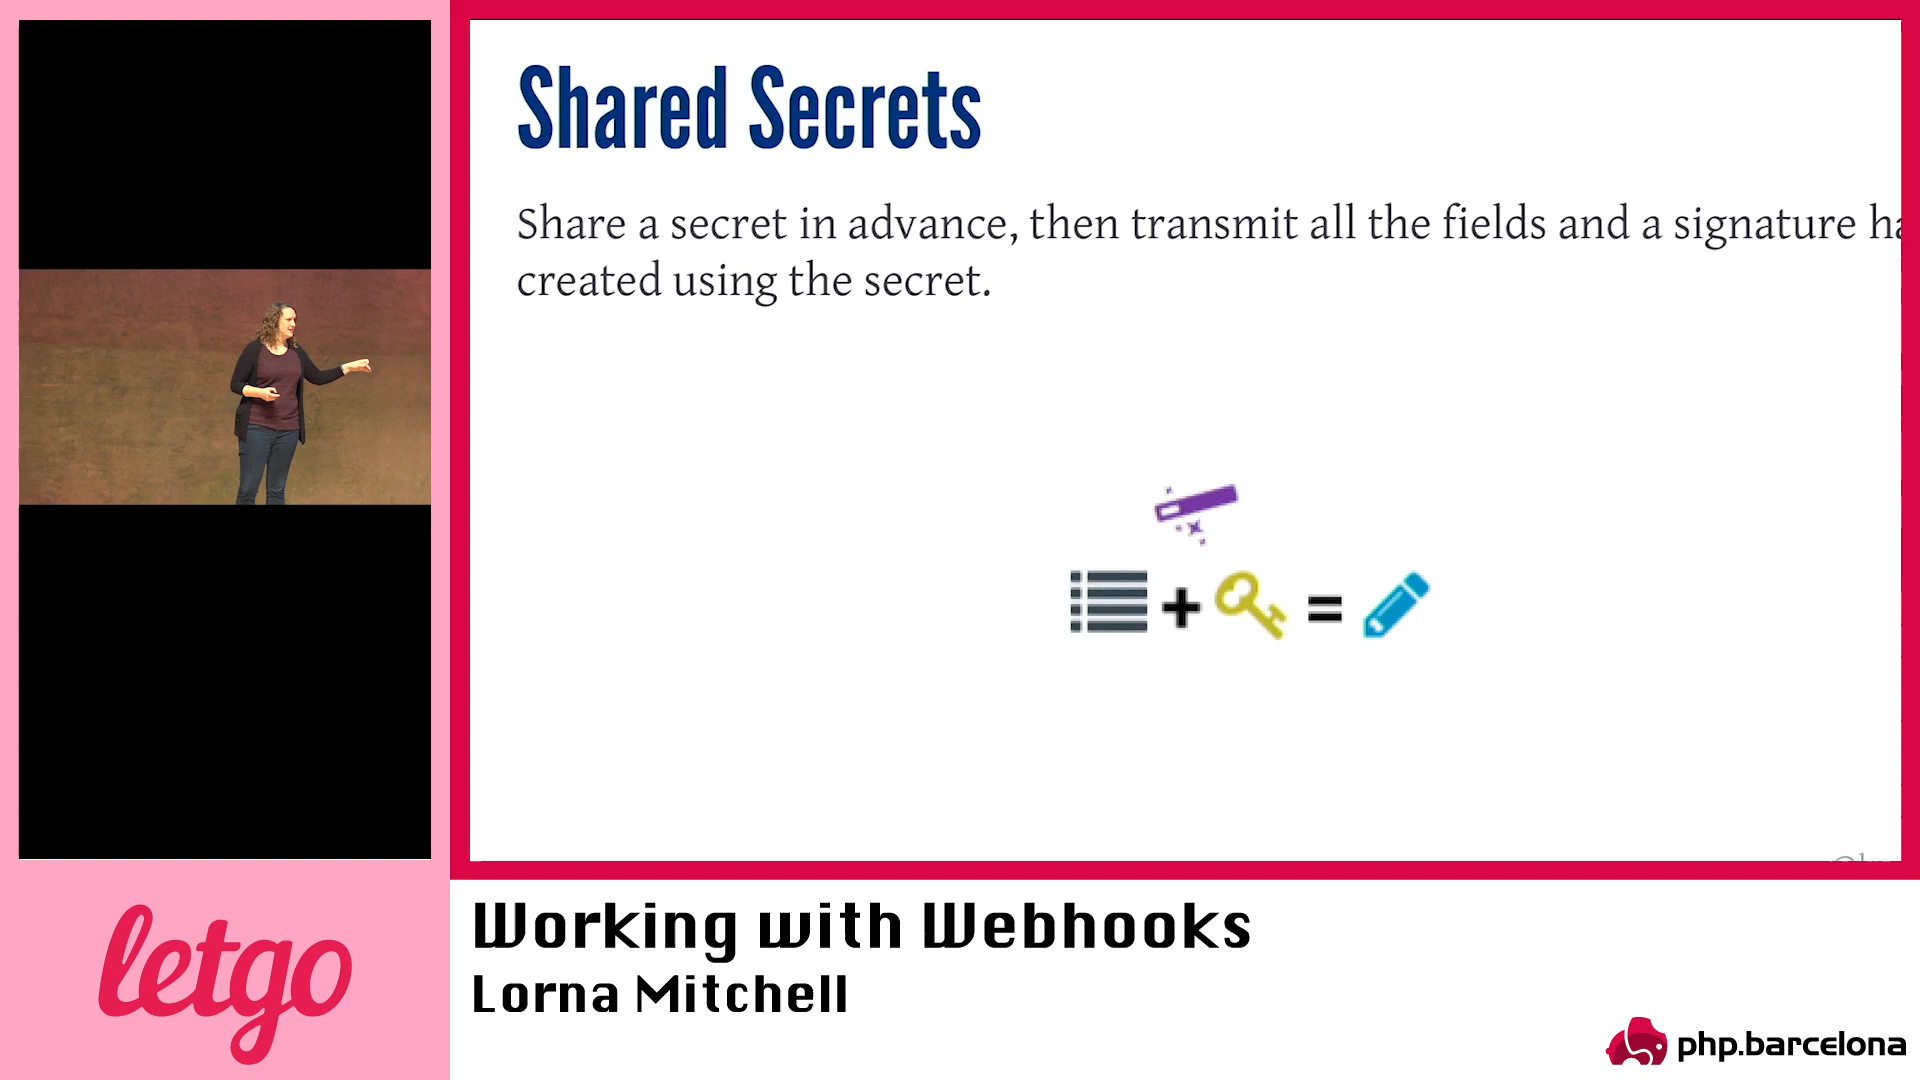 Shared Secrets
Share a secret in advance, then transmit all the fields and a signature ha
created using the secret.
+ =
letgo
Working with Webhooks
Lorna Mitchell
php.barcelona